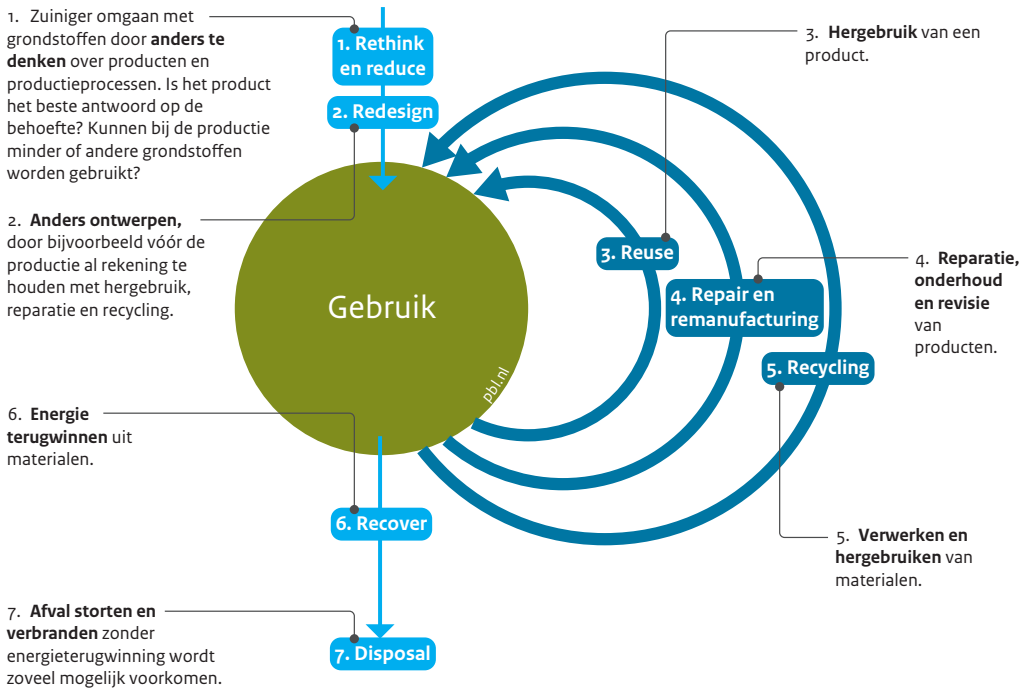 1. Zuiniger omgaan met
grondstoffen door anders te
denken over producten en
productieprocessen. Is het product
het beste antwoord op de
behoefte? Kunnen bij de productie
minder of andere grondstoffen
worden gebruikt?
1. Rethink
en reduce
2. Redesign
3. Hergebruik van een
product.
2. Anders ontwerpen,
door bijvoorbeeld vóór de
productie al rekening te
houden met hergebruik,
reparatie en recycling.
Gebruik
pbl.nl
3. Reuse
4. Repair en
remanufacturing
5. Recycling
4. Reparatie,
onderhoud
en revisie
van
producten.
6. Energie
terugwinnen uit
materialen.
6. Recover
5. Verwerken en
hergebruiken van
materialen.
7. Afval storten en
verbranden zonder
energieterugwinning wordt
zoveel mogelijk voorkomen.
7. Disposal